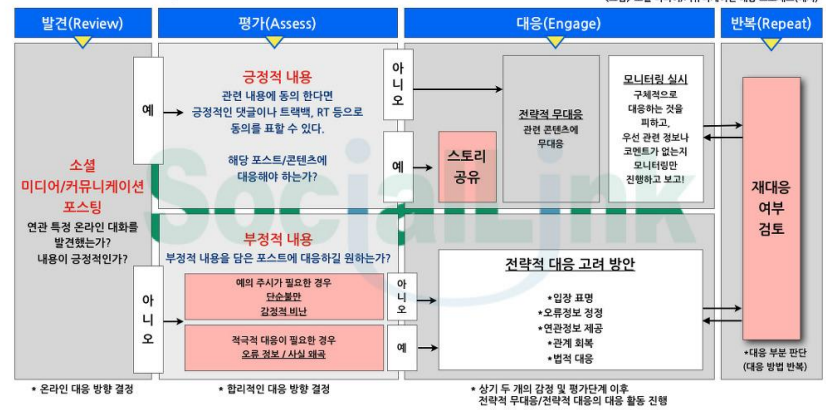 발견(Review)
평가(Assess)
대응(Engage)
반복(Repeat)
소셜
미디어/커뮤니케이션
포스팅
연관 특정 온라인 대화를
발견했는가?
내용이 긍정적인가?
예
긍정적 내용
관련 내용에 동의 한다면
긍정적인 댓글이나 트랙백, RT 등으로
동의를 표할 수 있다.
해당 포스트/콘텐츠에
대응해야 하는가?
아
니
오
예
스토리
공유
전략적 무대응
관련 콘텐츠에
무대응
모니터링 실시
구체적으로
대응하는 것을
피하고,
우선 관련 정보나
코멘트가 없는지
모니터링만
진행하고 보고!
재대응
여부
검토
아
니
오
부정적 내용
부정적 내용을 담은 포스트에 대응하길 원하는가?
예의 주시가 필요한 경우
단순불만
감정적 비난
적극적 대응이 필요한 경우
오류 정보 / 사실 왜곡
아
니
오
예
전략적 대응 고려 방안
*입장 표명
*오류정보 정정
*연관정보 제공
*관계 회복
*법적 대응
*대응 부분 판단
(대응 방법 반복)
* 온라인 대응 방향 결정
* 합리적인 대응 방향 결정
* 상기 두 개의 감정 및 평가단계 이후
전략적 무대응/전략적 대응의 대응 활동 진행
SocialLink